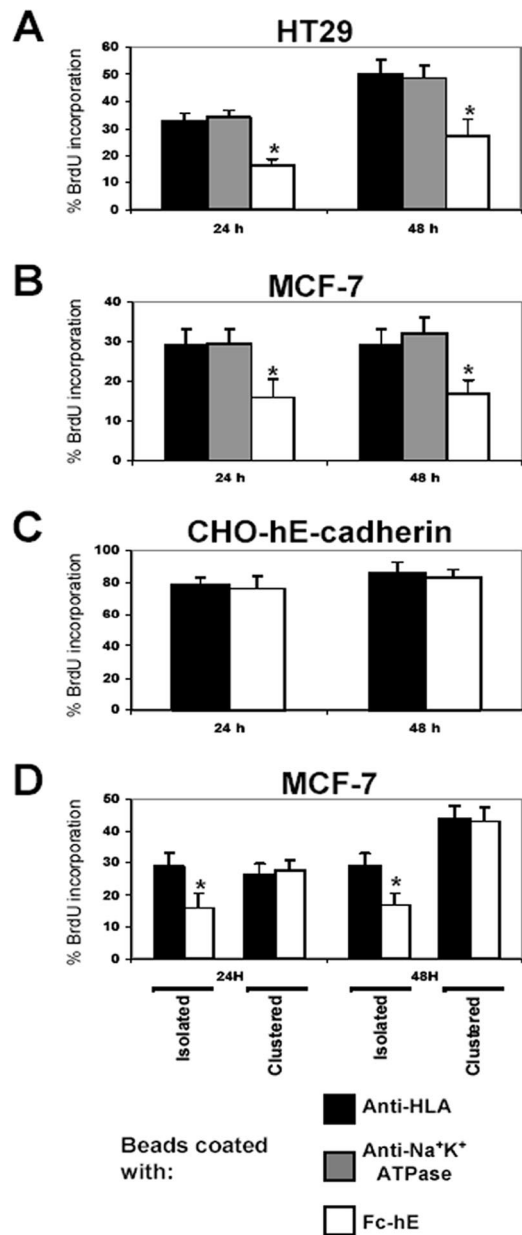 A
HT29
% BrdU incorporation
60
50
40
30
20
10
0
*
*
24 h
48 h
B
MCF-7
% BrdU incorporation
40
30
20
10
0
*
*
24 h
48 h
C
CHO-hE-cadherin
% BrdU incorporation
100
80
60
40
20
0
24 h
48 h
D
MCF-7
% BrdU incorporation
50
40
30
20
10
0
*
*
24H
48H
Isolated
Clustered
Isolated
Clustered
Beads coated
with:
Anti-HLA
Anti-Na⁺K⁺
ATPase
Fc-hE